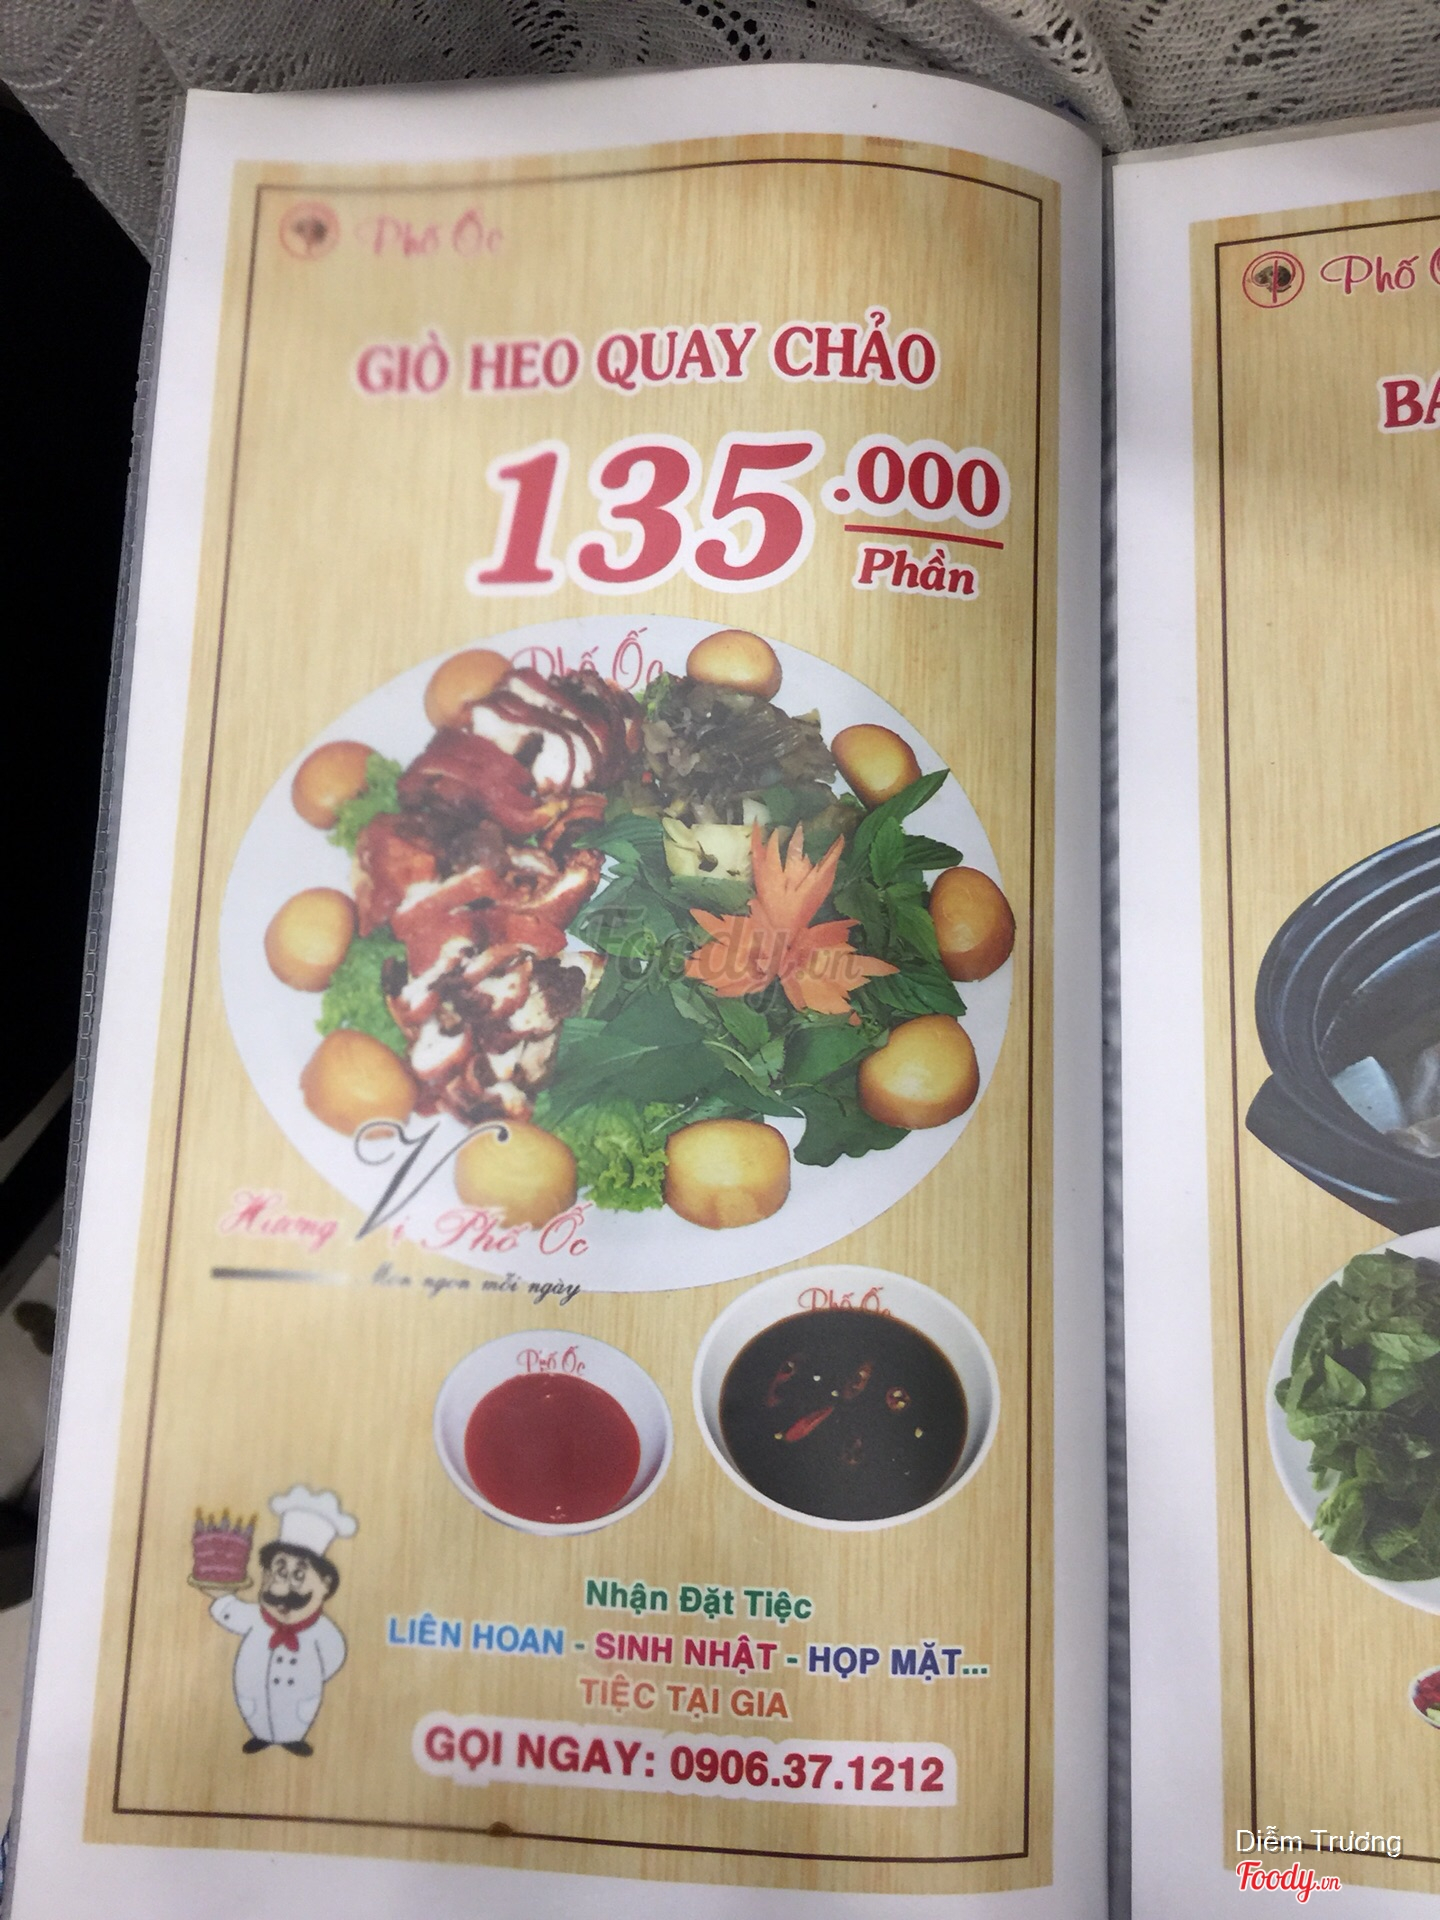 Phố Ốc
GIÒ HEO QUAY CHẢO
135.000
Phần
Phố Ốc
Foody.vn
Hương Vị Phố Ốc
Món ngon mỗi ngày
Phố Ốc
Phố Ốc
Nhận Đặt Tiệc
LIÊN HOAN - SINH NHẬT - HỌP MẶT...
TIỆC TẠI GIA
GỌI NGAY: 0906.37.1212
Phố
Diễm Trương
Foody.vn